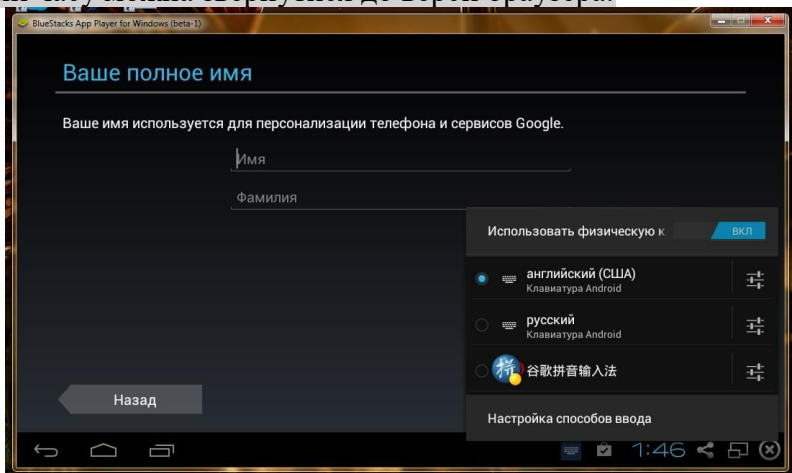 BlueStacks App Player for Windows (beta-1)
Ваше полное имя
Ваше имя используется для персонализации телефона и сервисов Google.
Имя
Фамилия
Использовать физическую к
ВКЛ
английский (США)
Клавиатура Android
русский
Клавиатура Android
拼 谷歌拼音输入法
Назад
Настройка способов ввода
1:46